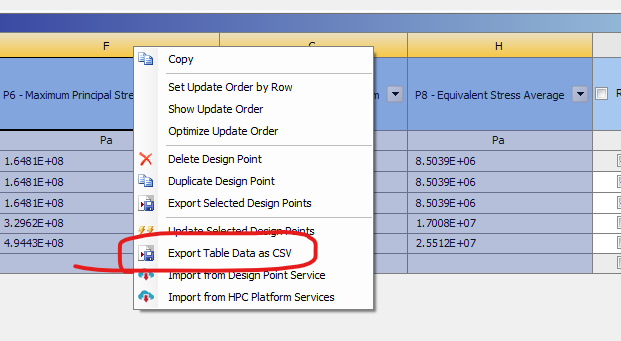 F G H
P6 - Maximum Principal Stre m P8 - Equivalent Stress Average R
Pa Pa
1.6481E+08 8.5039E+06
1.6481E+08 8.5039E+06
1.6481E+08 8.5039E+06
3.2962E+08 1.7008E+07
4.9443E+08 2.5512E+07
Copy
Set Update Order by Row
Show Update Order
Optimize Update Order
Delete Design Point
Duplicate Design Point
Export Selected Design Points
Update Selected Design Points
Export Table Data as CSV
Import from Design Point Service
Import from HPC Platform Services